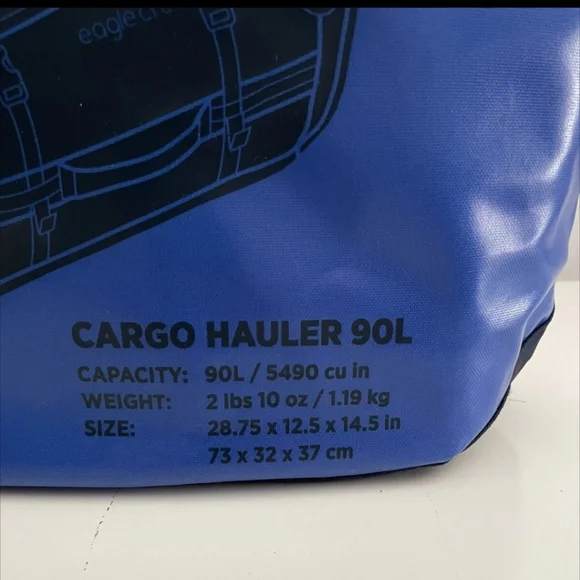 eaglecre
CARGO HAULER 90L
CAPACITY: 90L / 5490 cu in
WEIGHT: 2 lbs 10 oz / 1.19 kg
SIZE: 28.75 x 12.5 x 14.5 in
73 x 32 x 37 cm